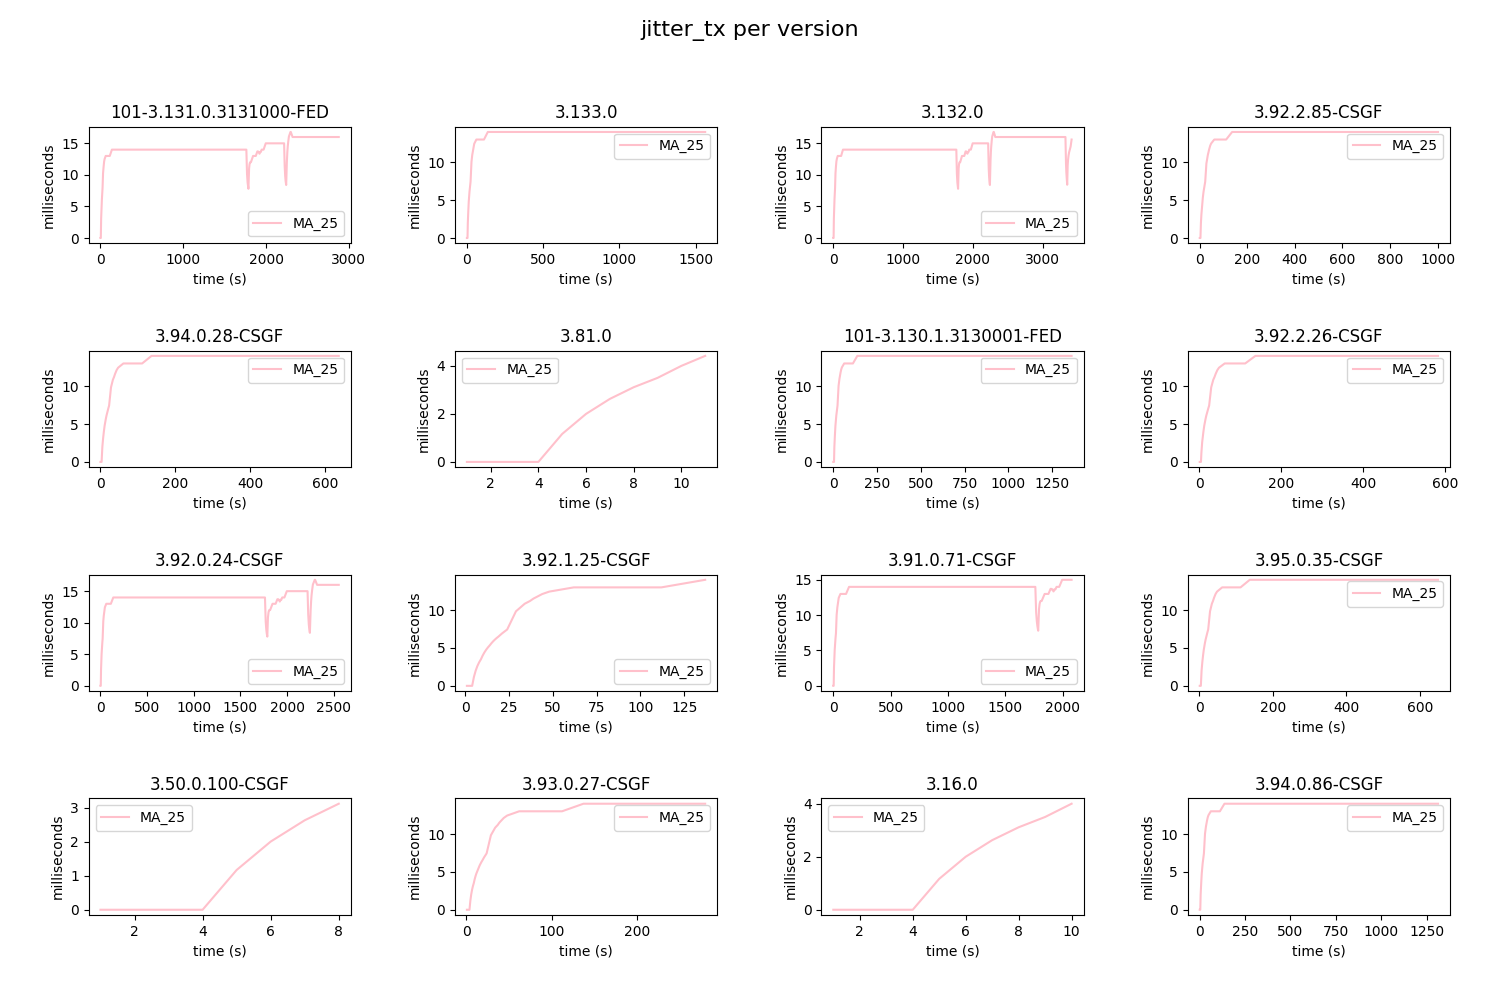 jitter_tx per version
101-3.131.0.3131000-FED
milliseconds
15
10
5
0
MA_25
0 1000 2000 3000
time (s)
3.133.0
milliseconds
10
5
0
MA_25
0 500 1000 1500
time (s)
3.132.0
milliseconds
15
10
5
0
MA_25
0 1000 2000 3000
time (s)
3.92.2.85-CSGF
milliseconds
10
5
0
MA_25
0 200 400 600 800 1000
time (s)
3.94.0.28-CSGF
milliseconds
10
5
0
MA_25
0 200 400 600
time (s)
3.81.0
milliseconds
4
2
0
MA_25
2 4 6 8 10
time (s)
101-3.130.1.3130001-FED
milliseconds
10
5
0
MA_25
0 250 500 750 1000 1250
time (s)
3.92.2.26-CSGF
milliseconds
10
5
0
MA_25
0 200 400 600
time (s)
3.92.0.24-CSGF
milliseconds
15
10
5
0
MA_25
0 500 1000 1500 2000 2500
time (s)
3.92.1.25-CSGF
milliseconds
10
5
0
MA_25
0 25 50 75 100 125
time (s)
3.91.0.71-CSGF
milliseconds
15
10
5
0
MA_25
0 500 1000 1500 2000
time (s)
3.95.0.35-CSGF
milliseconds
10
5
0
MA_25
0 200 400 600
time (s)
3.50.0.100-CSGF
milliseconds
3
2
1
0
MA_25
2 4 6 8
time (s)
3.93.0.27-CSGF
milliseconds
10
5
0
MA_25
0 100 200
time (s)
3.16.0
milliseconds
4
2
0
MA_25
2 4 6 8 10
time (s)
3.94.0.86-CSGF
milliseconds
10
5
0
MA_25
0 250 500 750 1000 1250
time (s)